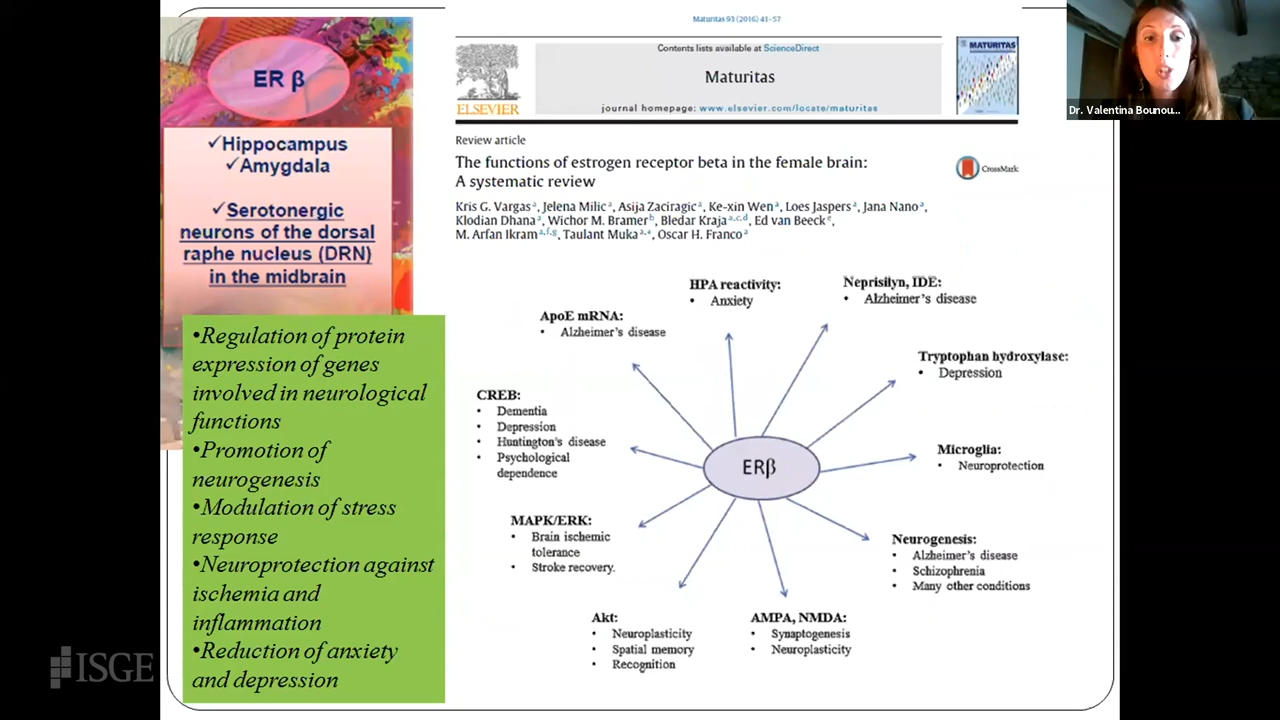 ER β
✓Hippocampus
✓Amygdala
✓Serotonergic
neurons of the dorsal
raphe nucleus (DRN)
in the midbrain
•Regulation of protein
expression of genes
involved in neurological
functions
•Promotion of
neurogenesis
•Modulation of stress
response
•Neuroprotection against
ischemia and
inflammation
•Reduction of anxiety
and depression
ISGE
Maturitas 93 (2016) 41–57
Contents lists available at ScienceDirect
Maturitas
journal homepage: www.elsevier.com/locate/maturitas
ELSEVIER
MATURITAS
Review article
The functions of estrogen receptor beta in the female brain:
A systematic review
CrossMark
Kris G. Vargas a, Jelena Milic a, Asija Zaciragic a, Ke-xin Wen a, Loes Jaspers a, Jana Nano a,
Klodian Dhana a, Wichor M. Bramer b, Bledar Kraja a,c,d, Ed van Beeck e,
M. Arfan Ikram a,f,g, Taulant Muka a,*, Oscar H. Franco a
HPA reactivity:
• Anxiety
Neprisilyn, IDE:
• Alzheimer's disease
ApoE mRNA:
• Alzheimer's disease
Tryptophan hydroxylase:
• Depression
CREB:
• Dementia
• Depression
• Huntington's disease
• Psychological
dependence
Microglia:
• Neuroprotection
ERβ
MAPK/ERK:
• Brain ischemic
tolerance
• Stroke recovery.
Neurogenesis:
• Alzheimer's disease
• Schizophrenia
• Many other conditions
Akt:
• Neuroplasticity
• Spatial memory
• Recognition
AMPA, NMDA:
• Synaptogenesis
• Neuroplasticity
Dr. Valentina Bounou...